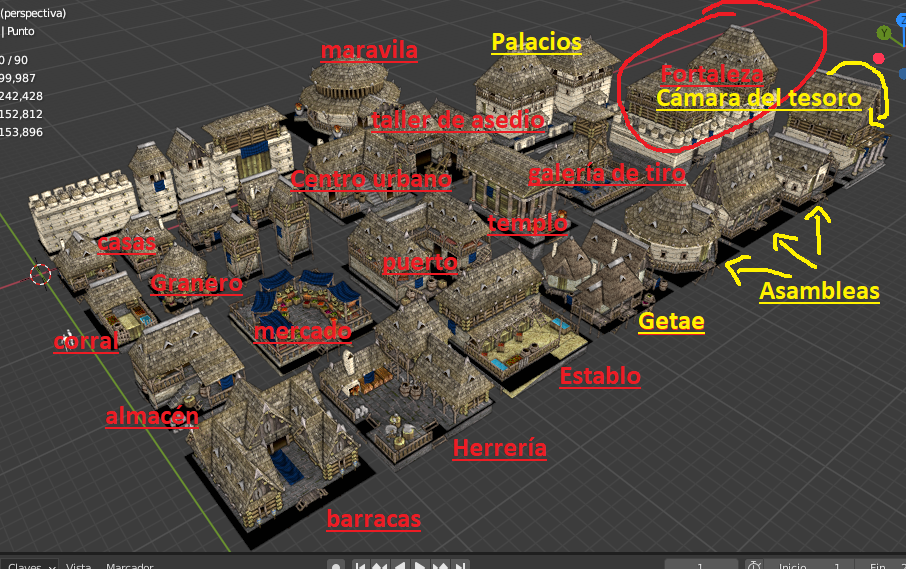 (perspectiva)
| Punto
0 / 90
99,987
242,428
152,812
153,896
maravila
Palacios
Fortaleza
Cámara del tesoro
taller de asedio
Centro urbano
galería de tiro
templo
casas
puerto
Granero
Asambleas
mercado
Getae
corral
Establo
almacén
Herrería
barracas
Claves
Vista
Marcador
1
Inicio
1
Fin
Y
Z